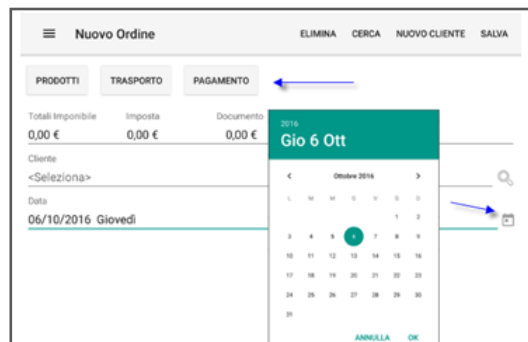 Nuovo Ordine ELIMINA CERCA NUOVO CLIENTE SALVA
PRODOTTI TRASPORTO PAGAMENTO
Totali Imponibile Imposta Documento
0,00 € 0,00 € 0,00 €
Cliente
<Seleziona>
Data
06/10/2016 Giovedì
2016
Gio 6 Ott
Ottobre 2016
L M M G V S D
1 2
3 4 5 6 7 8 9
10 11 12 13 14 15 16
17 18 19 20 21 22 23
24 25 26 27 28 29 30
31
ANNULLA OK